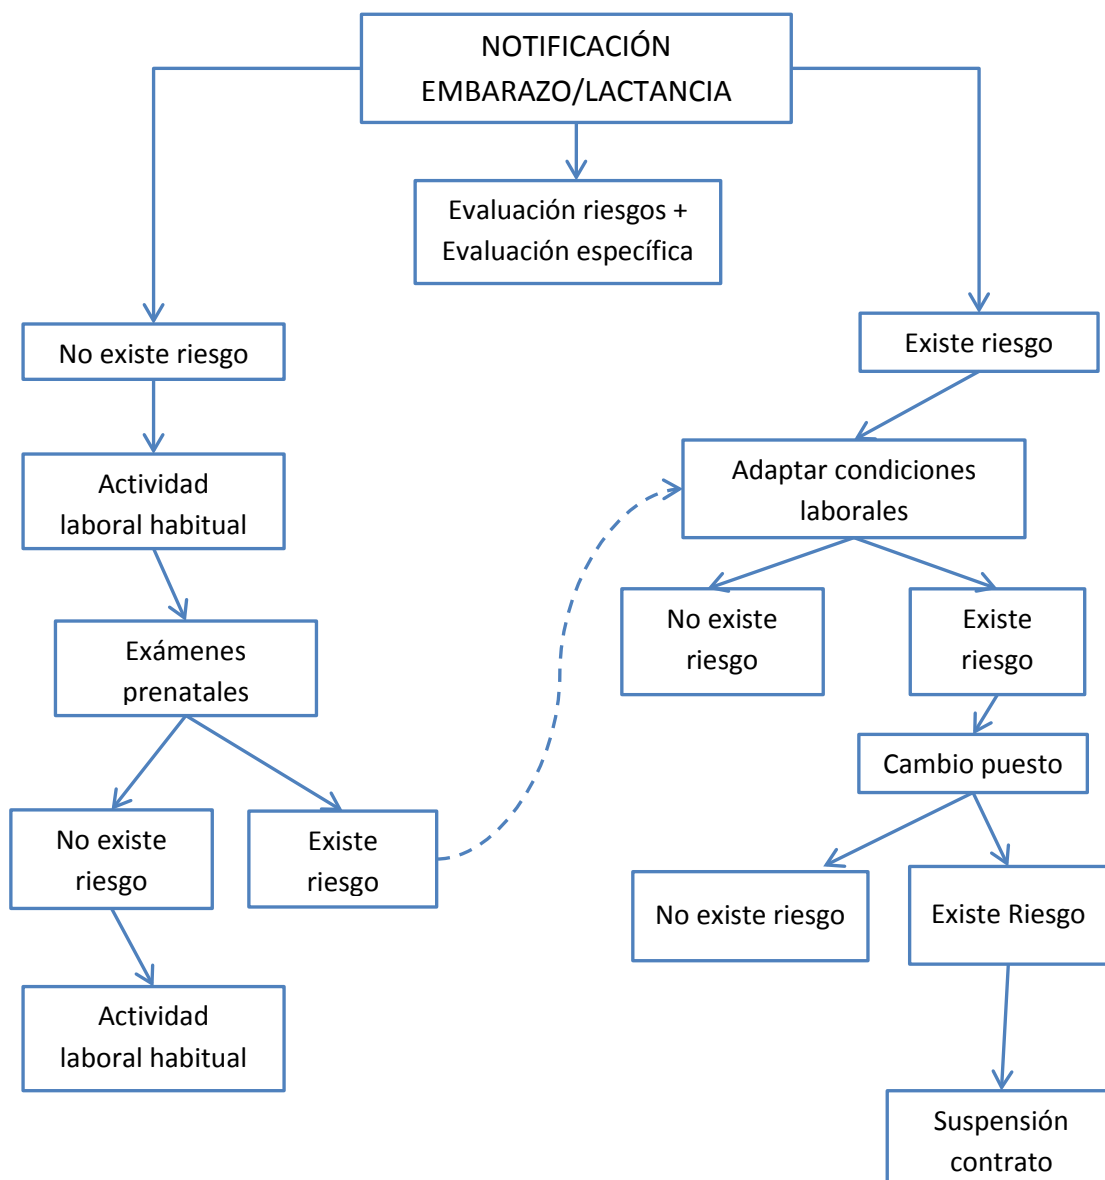 NOTIFICACIÓN
EMBARAZO/LACTANCIA
Evaluación riesgos +
Evaluación específica
No existe riesgo
Existe riesgo
Actividad
laboral habitual
Adaptar condiciones
laborales
Exámenes
prenatales
No existe
riesgo
Existe
riesgo
Cambio puesto
No existe
riesgo
Existe
riesgo
No existe riesgo
Existe Riesgo
Actividad
laboral habitual
Suspensión
contrato